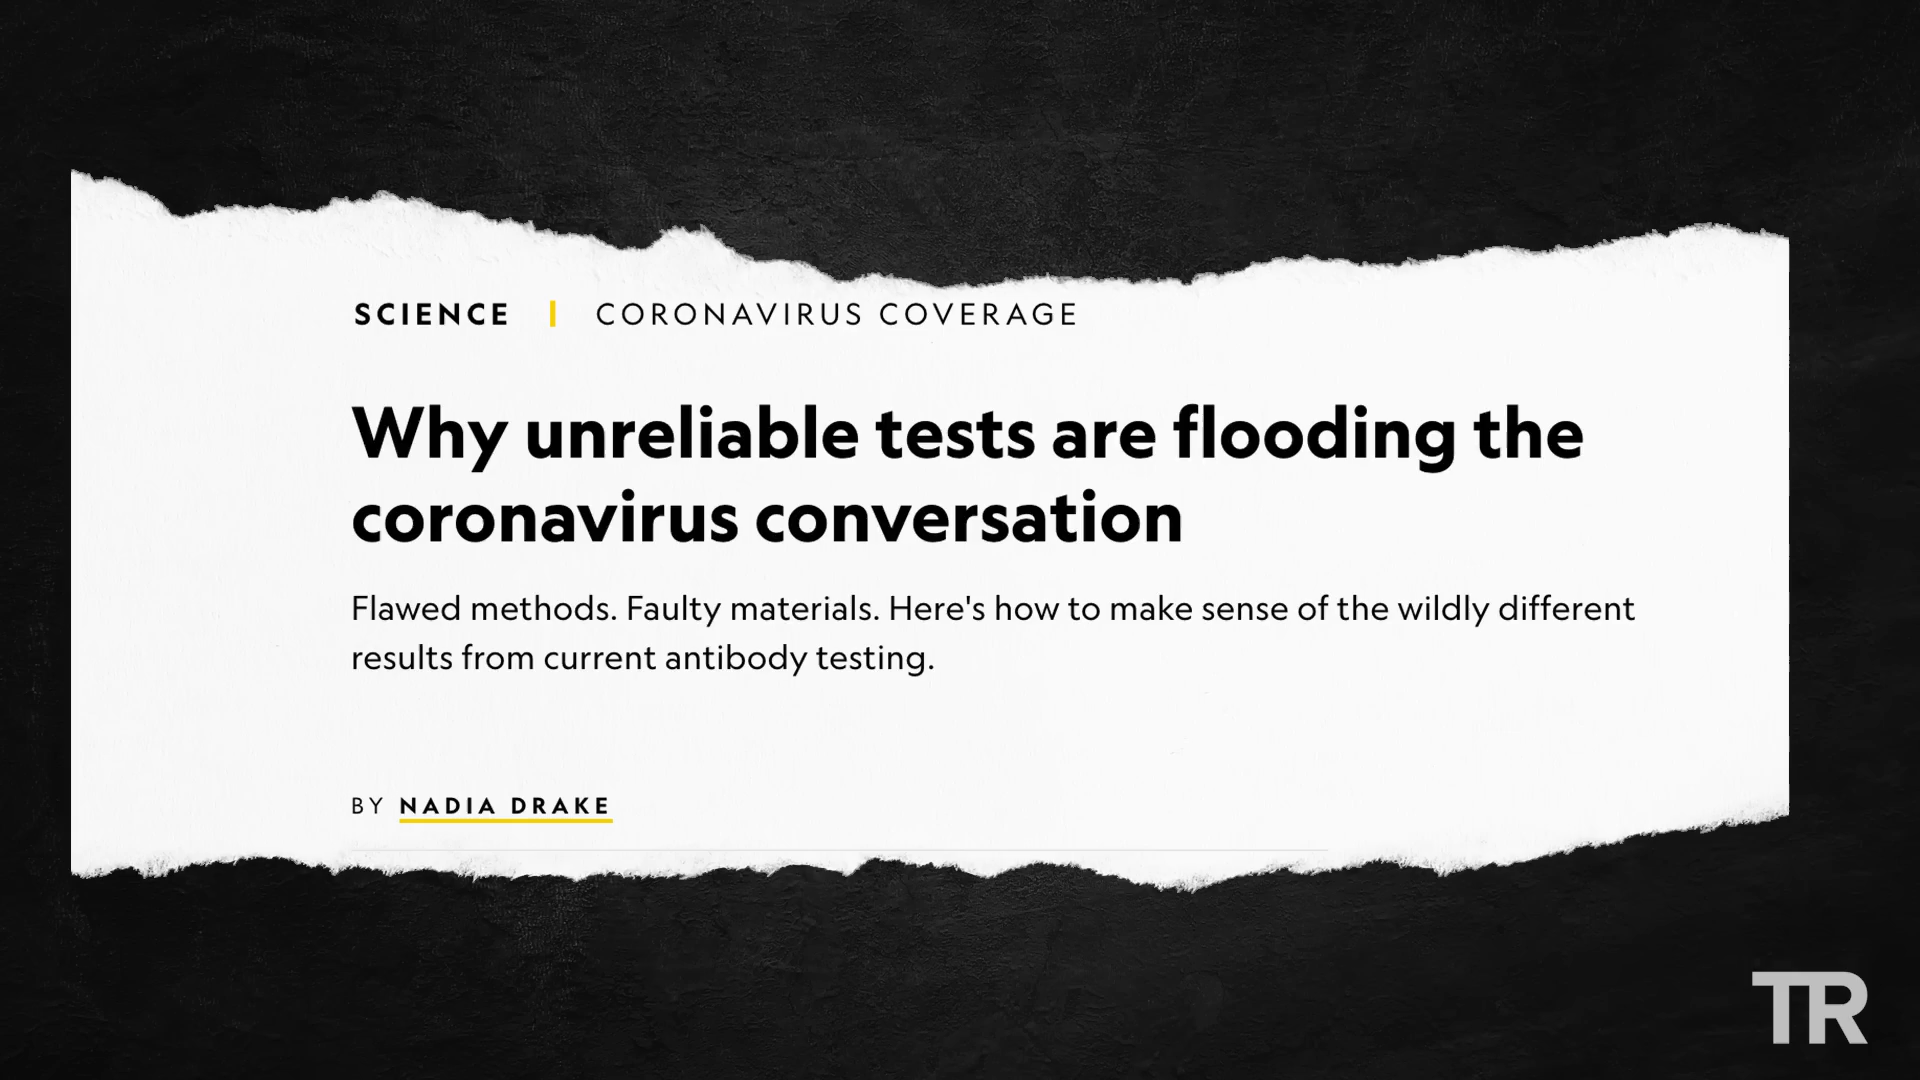 SCIENCE | CORONAVIRUS COVERAGE
Why unreliable tests are flooding the
coronavirus conversation
Flawed methods. Faulty materials. Here's how to make sense of the wildly different
results from current antibody testing.
BY NADIA DRAKE
TR